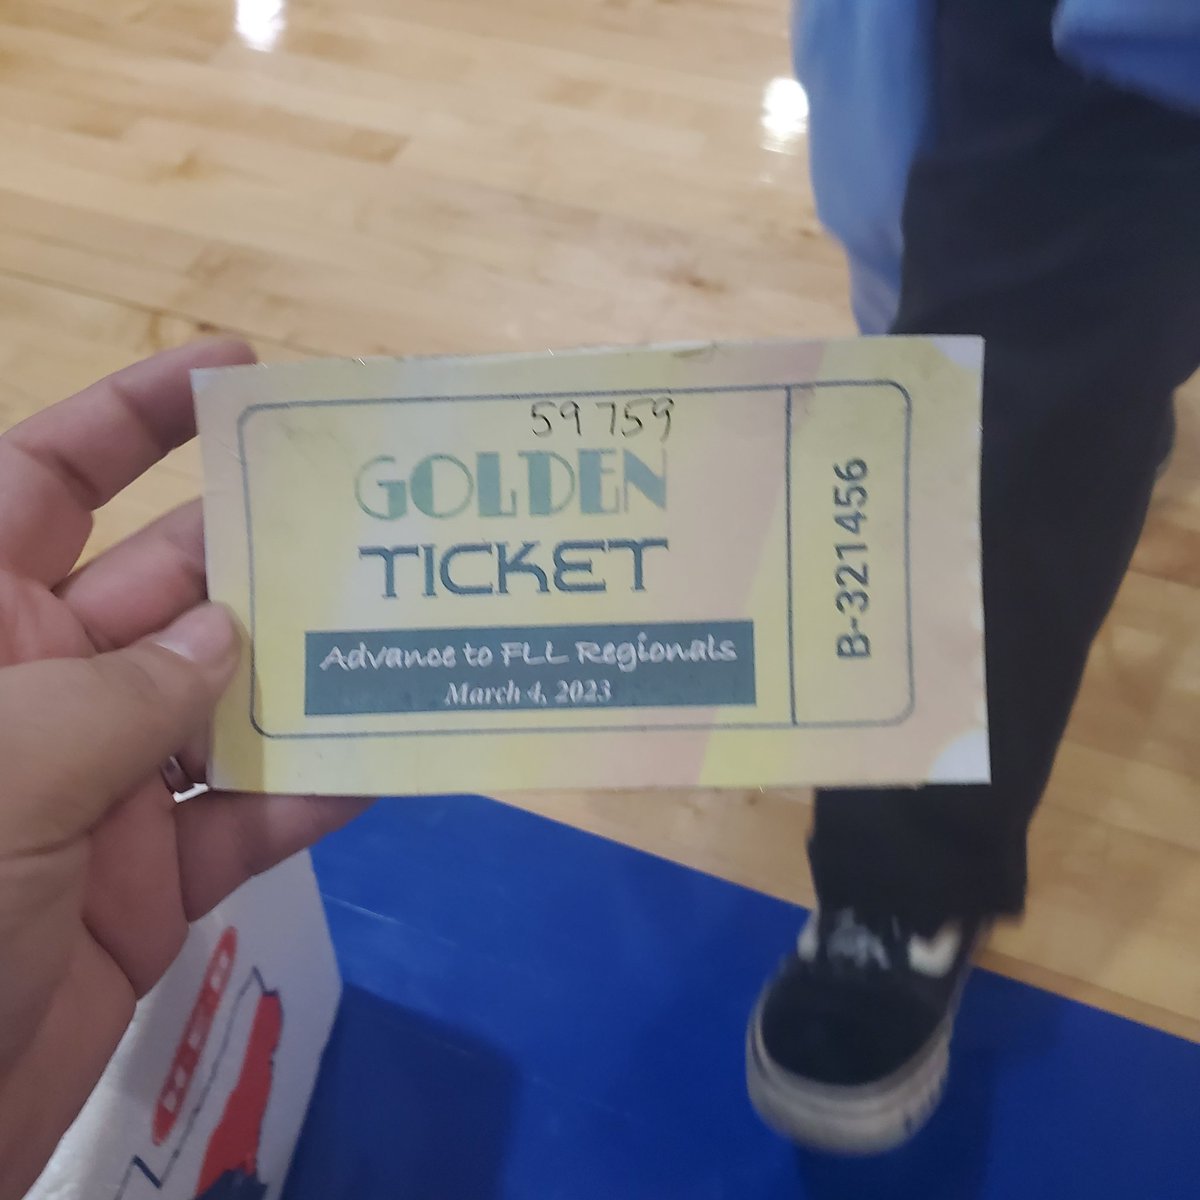 59759
GOLDEN
TICKET
Advance to FLL Regionals
March 4, 2023
B-321456
H-E-B